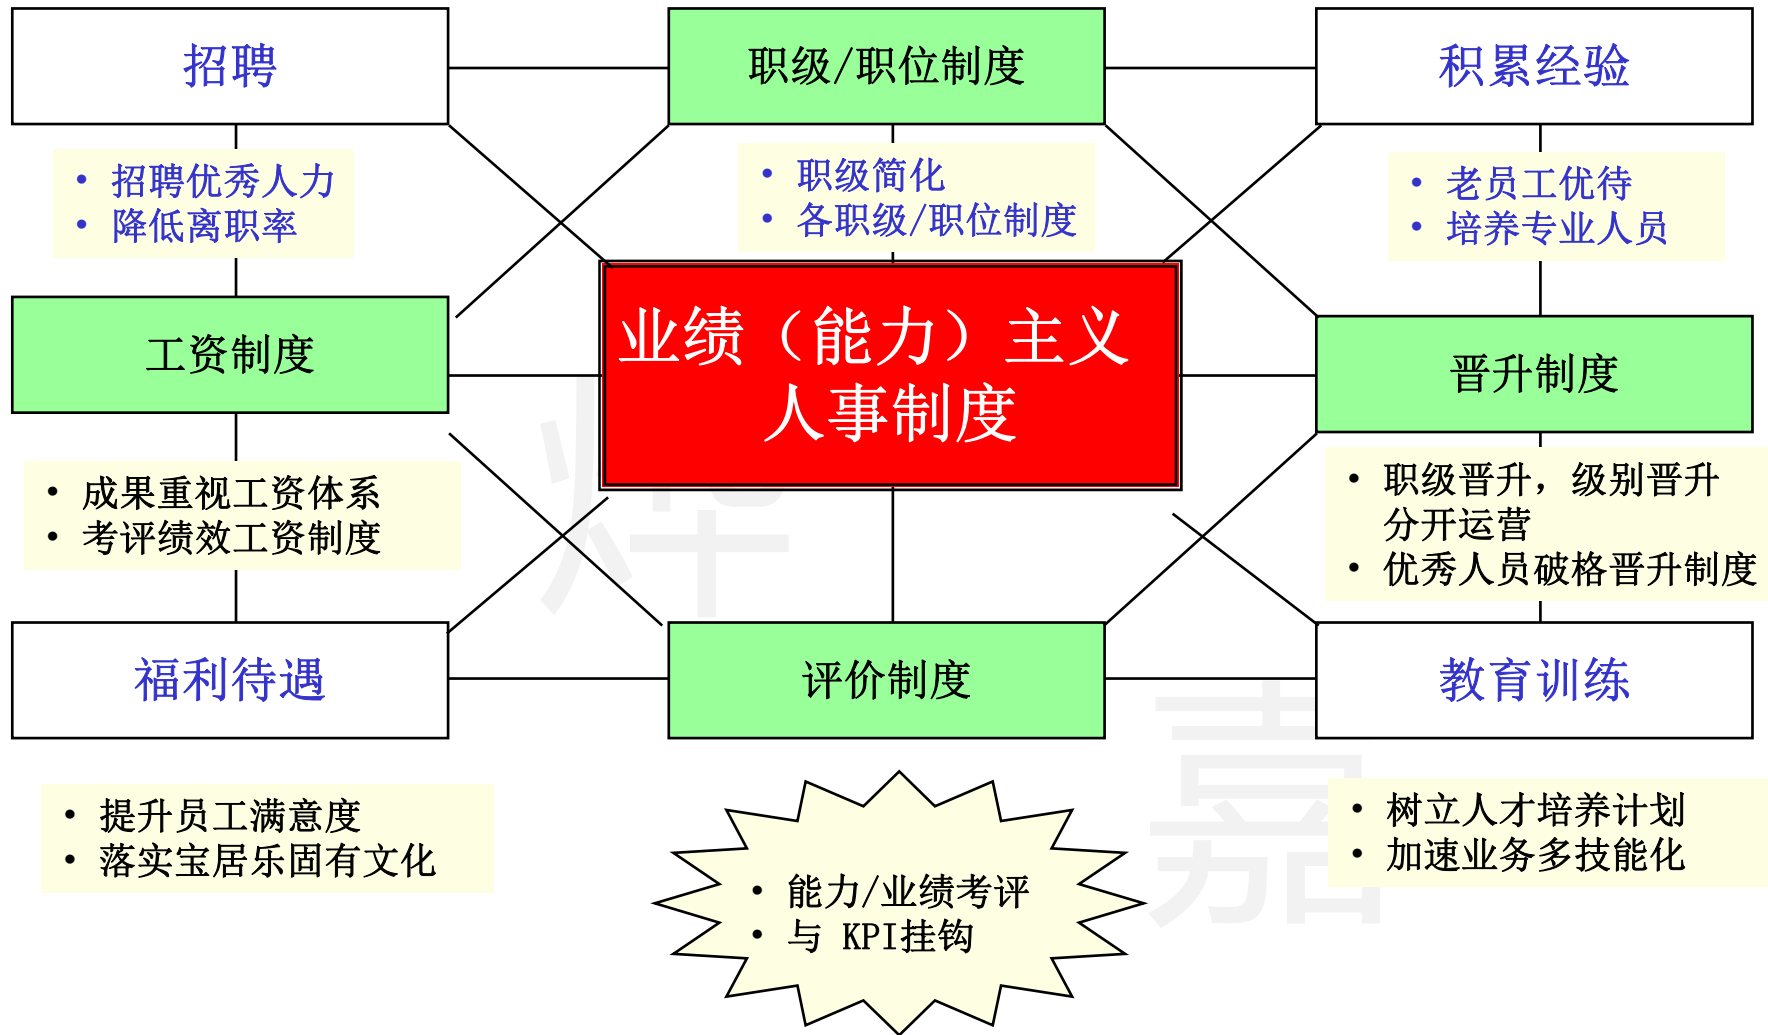 招聘
职级/职位制度
积累经验
• 招聘优秀人力
• 降低离职率
• 职级简化
• 各职级/职位制度
• 老员工优待
• 培养专业人员
工资制度
业绩（能力）主义
人事制度
晋升制度
• 成果重视工资体系
• 考评绩效工资制度
• 职级晋升，级别晋升
分开运营
• 优秀人员破格晋升制度
福利待遇
评价制度
教育训练
• 提升员工满意度
• 落实宝居乐固有文化
• 能力/业绩考评
• 与 KPI挂钩
• 树立人才培养计划
• 加速业务多技能化
烨
嘉